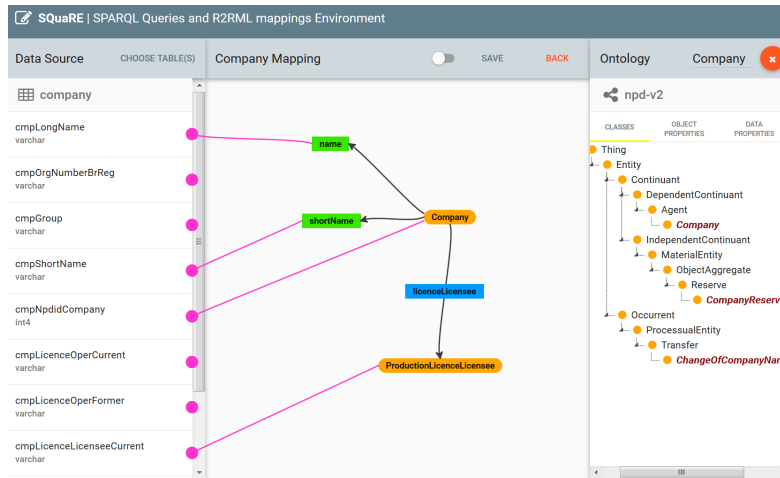 SQuaRE | SPARQL Queries and R2RML mappings Environment
Data Source
CHOOSE TABLE(S)
Company Mapping
SAVE
BACK
Ontology
Company
company
cmpLongName
varchar
cmpOrgNumberBrReg
varchar
cmpGroup
varchar
cmpShortName
varchar
cmpNpdidCompany
int4
cmpLicenceOperCurrent
varchar
cmpLicenceOperFormer
varchar
cmpLicenceLicenseeCurrent
varchar
name
shortName
Company
licenceLicensee
ProductionLicenceLicensee
npd-v2
CLASSES
OBJECT
PROPERTIES
DATA
PROPERTIES
Thing
Entity
Continuant
DependentContinuant
Agent
Company
IndependentContinuant
MaterialEntity
ObjectAggregate
Reserve
CompanyReserv
Occurrent
ProcessualEntity
Transfer
ChangeOfCompanyNar